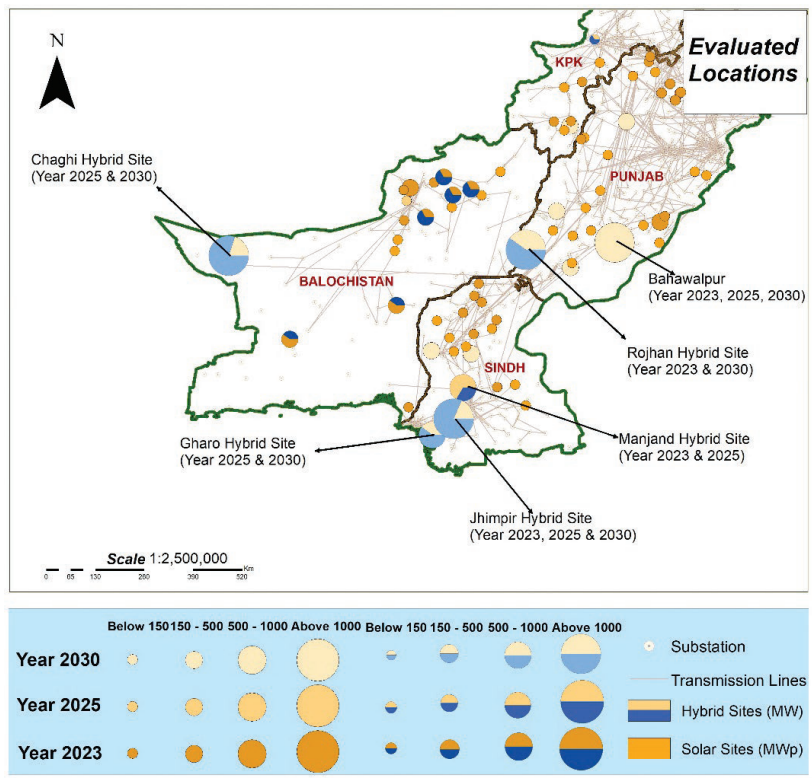 N
Evaluated
Locations
KPK
Chaghi Hybrid Site
(Year 2025 & 2030)
PUNJAB
BALOCHISTAN
Bahawalpur
(Year 2023, 2025, 2030)
Rojhan Hybrid Site
(Year 2023 & 2030)
SINDH
Gharo Hybrid Site
(Year 2025 & 2030)
Manjand Hybrid Site
(Year 2023 & 2025)
Jhimpir Hybrid Site
(Year 2023, 2025 & 2030)
Scale 1:2,500,000
0 65 130 260 390 520 Km
Below 150 150 - 500 500 - 1000 Above 1000 Below 150 150 - 500 500 - 1000 Above 1000
Year 2030
Substation
Transmission Lines
Year 2025
Hybrid Sites (MW)
Year 2023
Solar Sites (MWp)